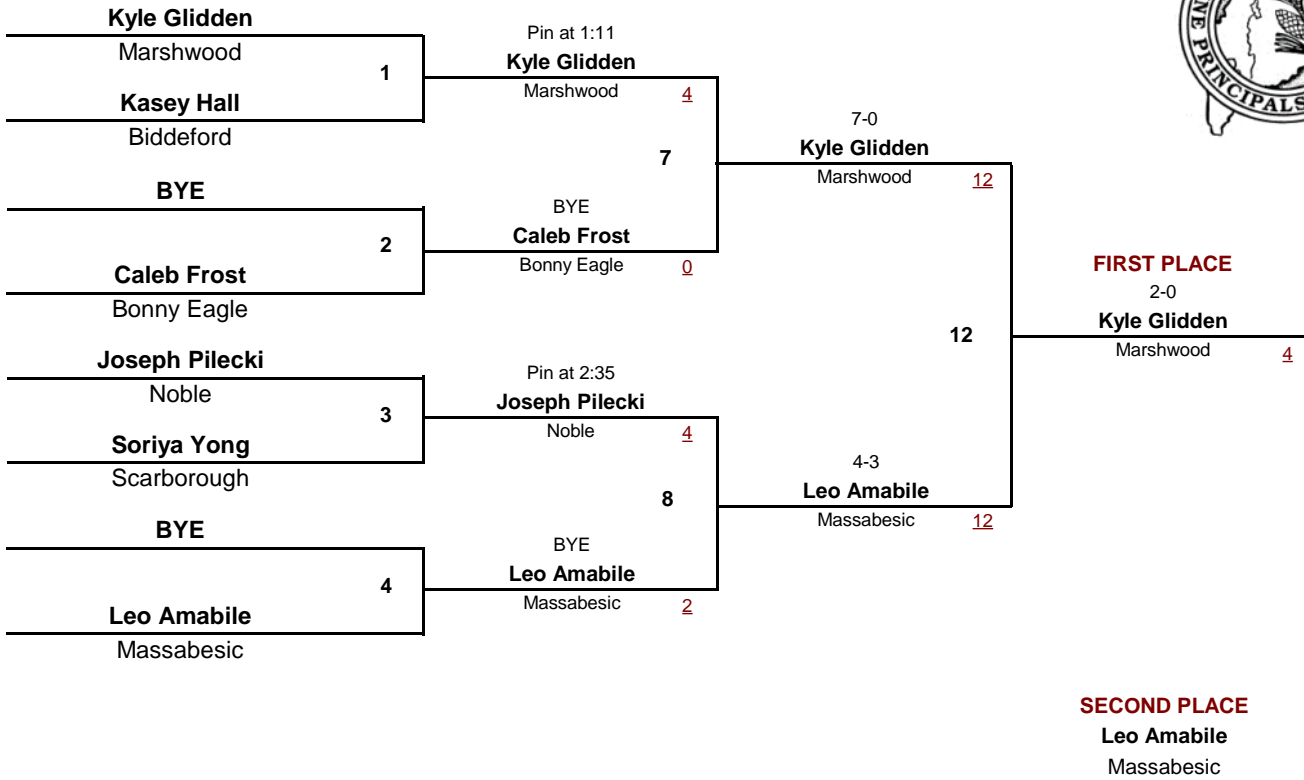 Kyle Glidden
Marshwood
1
Kasey Hall
Biddeford
BYE
2
Caleb Frost
Bonny Eagle
Joseph Pilecki
Noble
3
Soriya Yong
Scarborough
BYE
4
Leo Amabile
Massabesic
Pin at 1:11
Kyle Glidden
Marshwood 4
7
BYE
Caleb Frost
Bonny Eagle 0
Pin at 2:35
Joseph Pilecki
Noble 4
8
BYE
Leo Amabile
Massabesic 2
7-0
Kyle Glidden
Marshwood 12
12
4-3
Leo Amabile
Massabesic 12
NE PRINCIPALS
FIRST PLACE
2-0
Kyle Glidden
Marshwood 4
SECOND PLACE
Leo Amabile
Massabesic